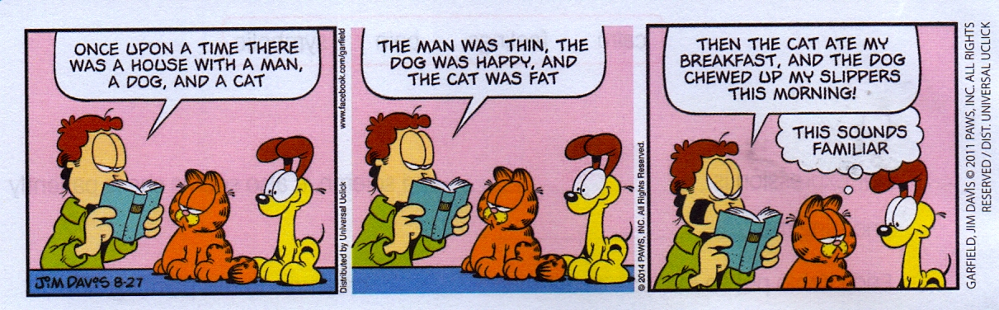 ONCE UPON A TIME THERE
WAS A HOUSE WITH A MAN,
A DOG, AND A CAT
JIM DAVIS 8-27
www.facebook.com/garfield
Distributed by Universal Uclick
THE MAN WAS THIN, THE
DOG WAS HAPPY, AND
THE CAT WAS FAT
© 2014 PAWS, INC. All Rights Reserved.
THEN THE CAT ATE MY
BREAKFAST, AND THE DOG
CHEWED UP MY SLIPPERS
THIS MORNING!
THIS SOUNDS
FAMILIAR
GARFIELD, JIM DAVIS © 2011 PAWS, INC. ALL RIGHTS
RESERVED / DIST. UNIVERSAL UCLICK